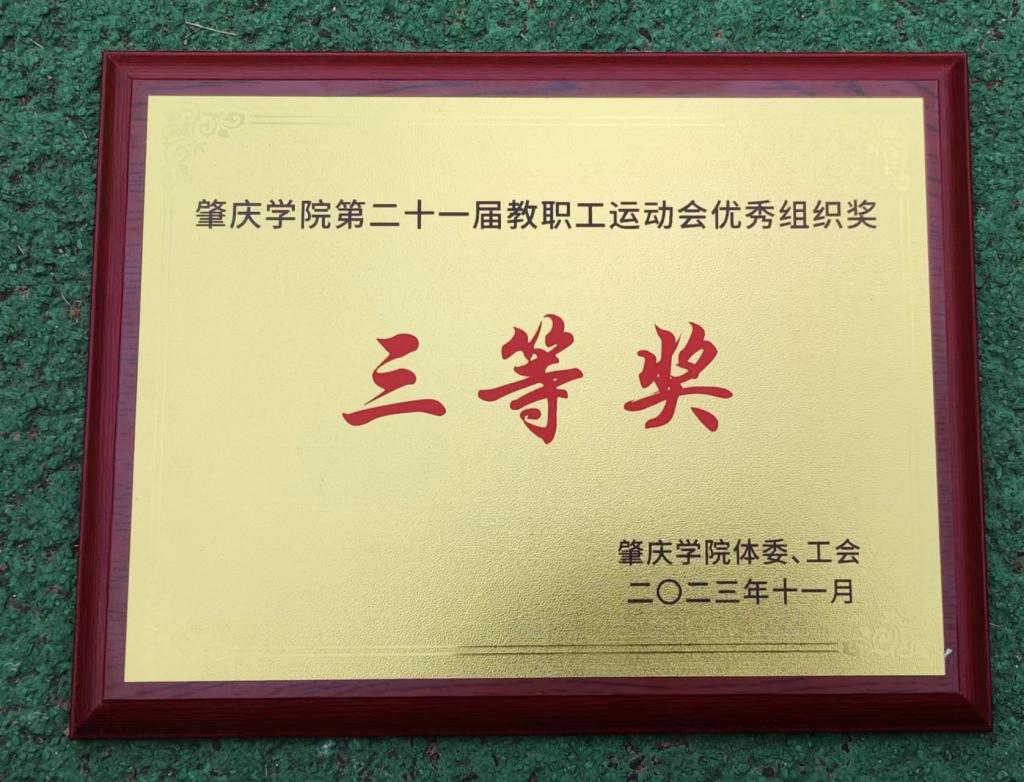 肇庆学院第二十一届教职工运动会优秀组织奖
三等奖
肇庆学院体委、工会
二〇二三年十一月